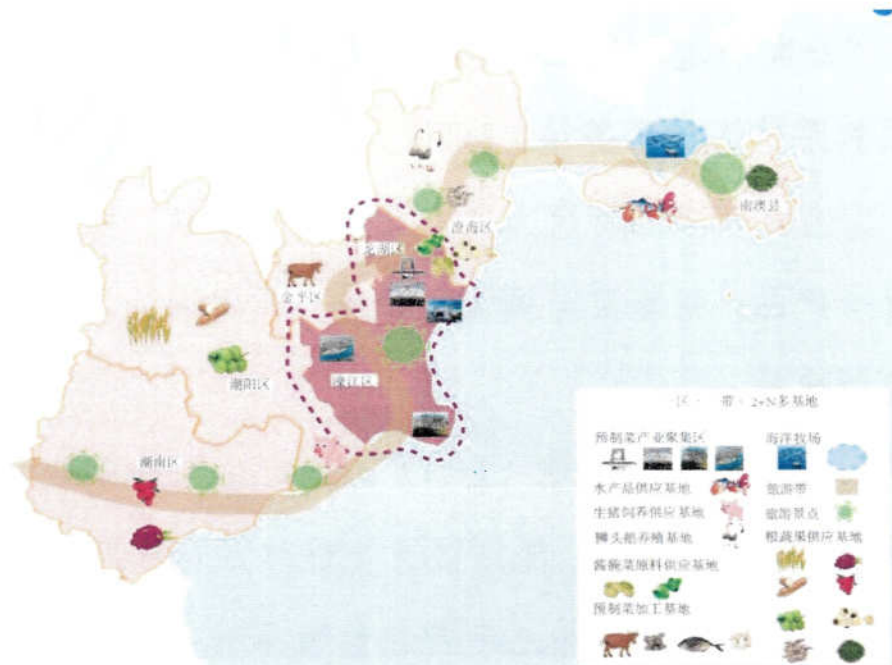 南澳县
澄海区
龙湖区
金平区
潮阳区
濠江区
潮南区
一区·一带·2+N多基地
预制菜产业聚集区
海洋牧场
水产品供应基地
旅游带
生猪饲养供应基地
旅游景点
狮头鹅养殖基地
粮蔬果供应基地
酱腌菜原料供应基地
预制菜加工基地